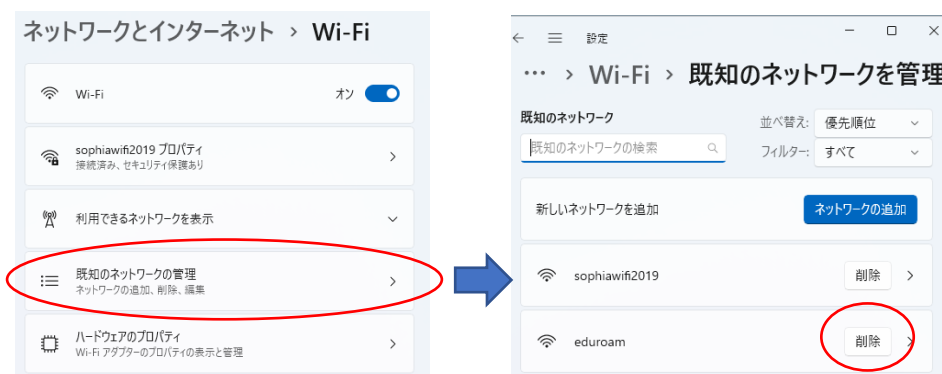 ネットワークとインターネット › Wi-Fi
Wi-Fi
オン
sophiawifi2019 プロパティ
接続済み、セキュリティ保護あり
利用できるネットワークを表示
既知のネットワークの管理
ネットワークの追加、削除、編集
ハードウェアのプロパティ
Wi-Fi アダプターのプロパティの表示と管理
設定
… › Wi-Fi › 既知のネットワークを管理
既知のネットワーク
並べ替え: 優先順位
既知のネットワークの検索
フィルター: すべて
新しいネットワークを追加
ネットワークの追加
sophiawifi2019
削除
eduroam
削除